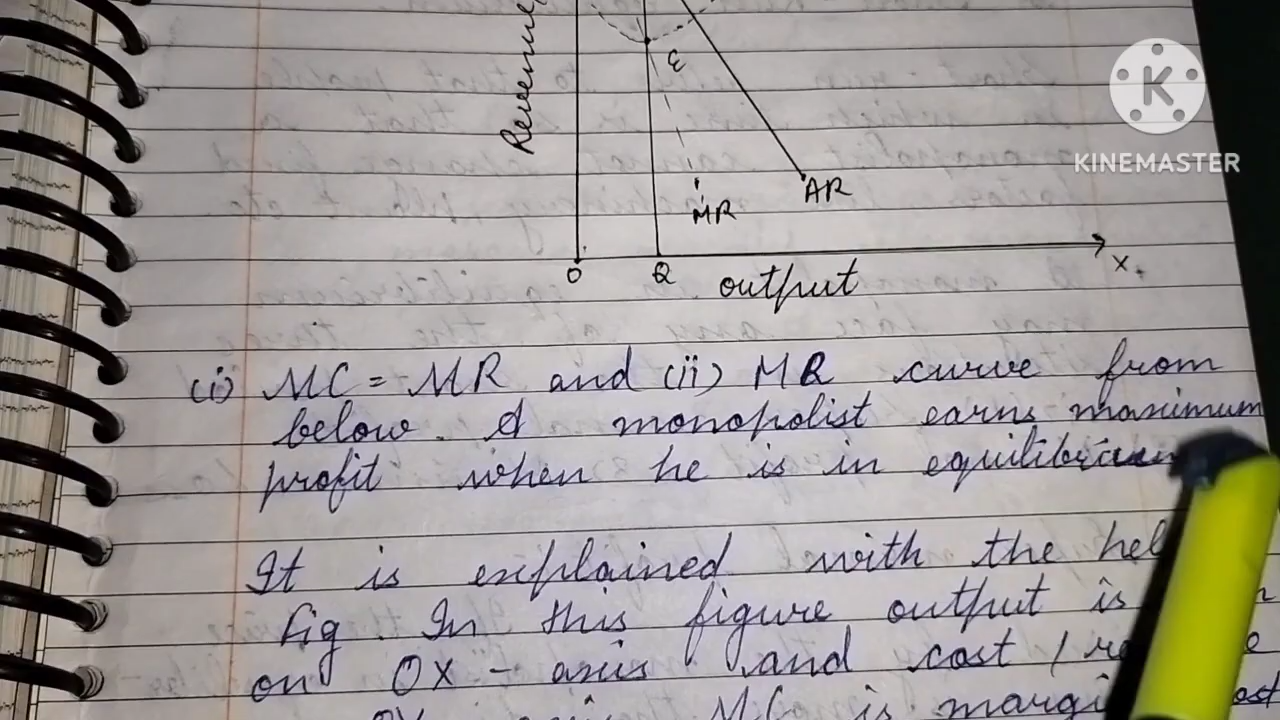 Revenue
E
AR
MR
O
Q
output
X
K
KINEMASTER
(i) MC = MR and (ii) MR curve from
below. A monopolist earns maximum
profit when he is in equilibrium
It is explained with the
fig. In this figure output is
on OX - axis and cost /
MC is